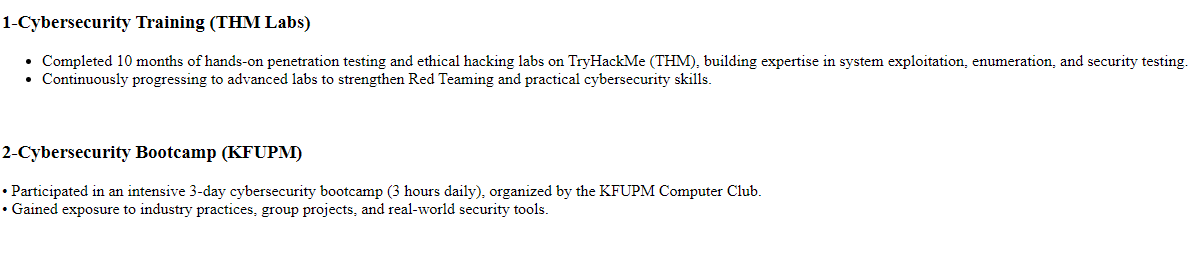 1-Cybersecurity Training (THM Labs)
• Completed 10 months of hands-on penetration testing and ethical hacking labs on TryHackMe (THM), building expertise in system exploitation, enumeration, and security testing.
• Continuously progressing to advanced labs to strengthen Red Teaming and practical cybersecurity skills.
2-Cybersecurity Bootcamp (KFUPM)
• Participated in an intensive 3-day cybersecurity bootcamp (3 hours daily), organized by the KFUPM Computer Club.
• Gained exposure to industry practices, group projects, and real-world security tools.